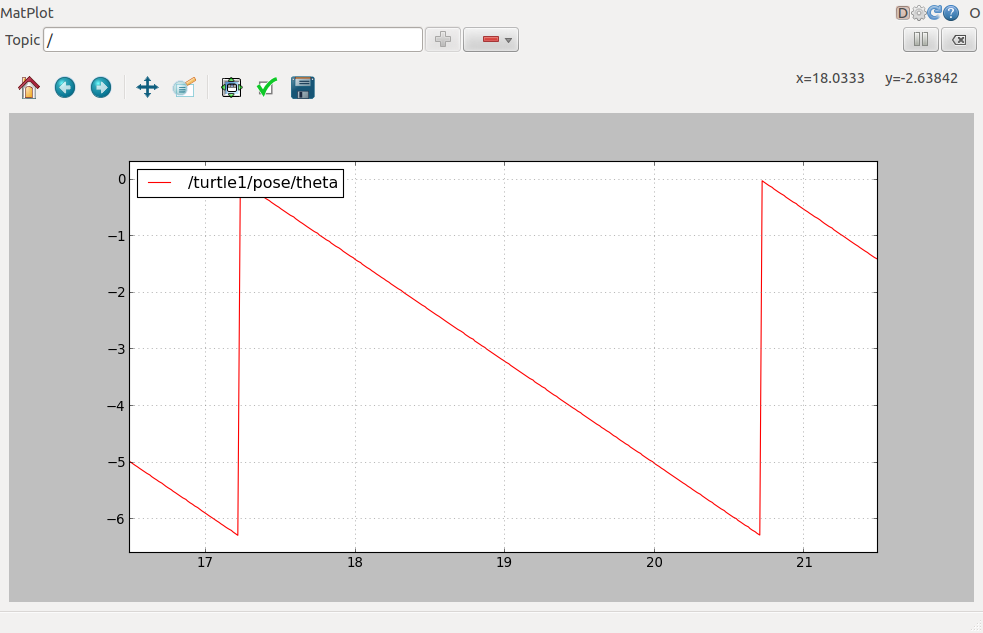 MatPlot
D ? O
Topic /
x=18.0333 y=-2.63842
/turtle1/pose/theta
0
−1
−2
−3
−4
−5
−6
17 18 19 20 21